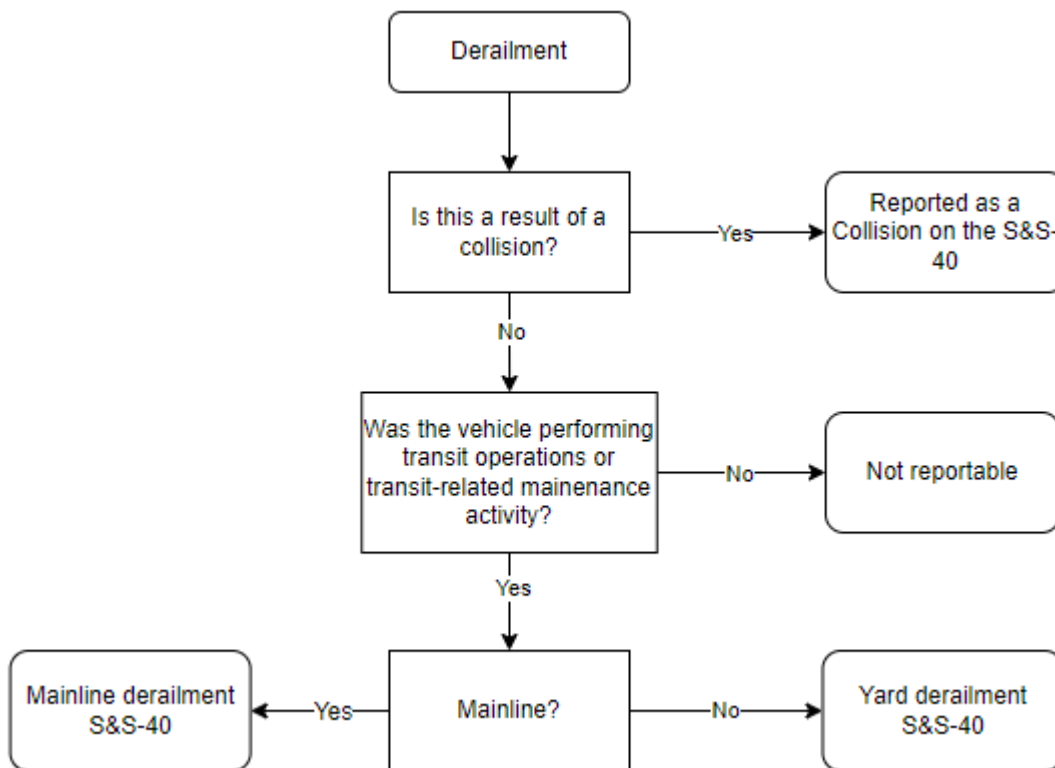 Derailment
Is this a result of a
collision?
Yes
Reported as a
Collision on the S&S-
40
No
Was the vehicle performing
transit operations or
transit-related mainenance
activity?
No
Not reportable
Yes
Mainline derailment
S&S-40
Yes
Mainline?
No
Yard derailment
S&S-40